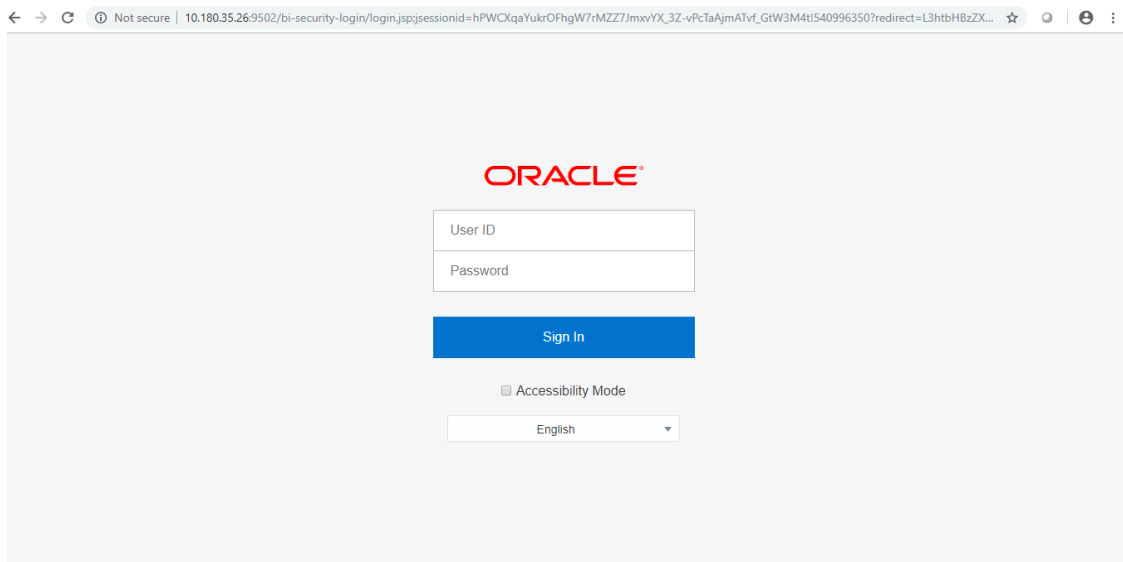 Not secure | 10.180.35.26:9502/bi-security-login/login.jsp;jsessionid=hPWCXqaYukrOFhgW7rMZZ7JmxvYX_3Z-vPcTaAjmATvf_GtW3M4t!540996350?redirect=L3htbHBzZX...
ORACLE®
User ID
Password
Sign In
Accessibility Mode
English